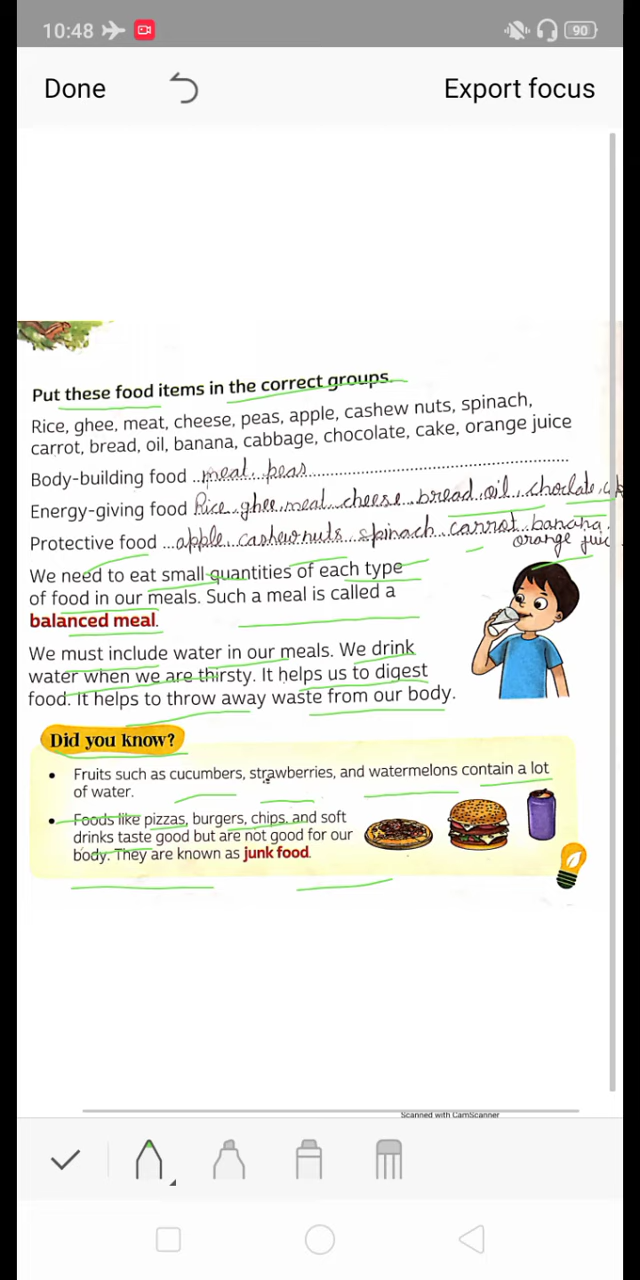 10:48
90
Done
Export focus
Put these food items in the correct groups.
Rice, ghee, meat, cheese, peas, apple, cashew nuts, spinach,
carrot, bread, oil, banana, cabbage, chocolate, cake, orange juice
Body-building food ...meal, peas...
Energy-giving food Rice, ghee, meal, cheese, bread, oil, choclate,
Protective food ...apple, cashew nuts, spinach, carrot, banana,
orange juic
We need to eat small quantities of each type
of food in our meals. Such a meal is called a
balanced meal.
We must include water in our meals. We drink
water when we are thirsty. It helps us to digest
food. It helps to throw away waste from our body.
Did you know?
• Fruits such as cucumbers, strawberries, and watermelons contain a lot
of water.
• Foods like pizzas, burgers, chips, and soft
drinks taste good but are not good for our
body. They are known as junk food.
Scanned with CamScanner